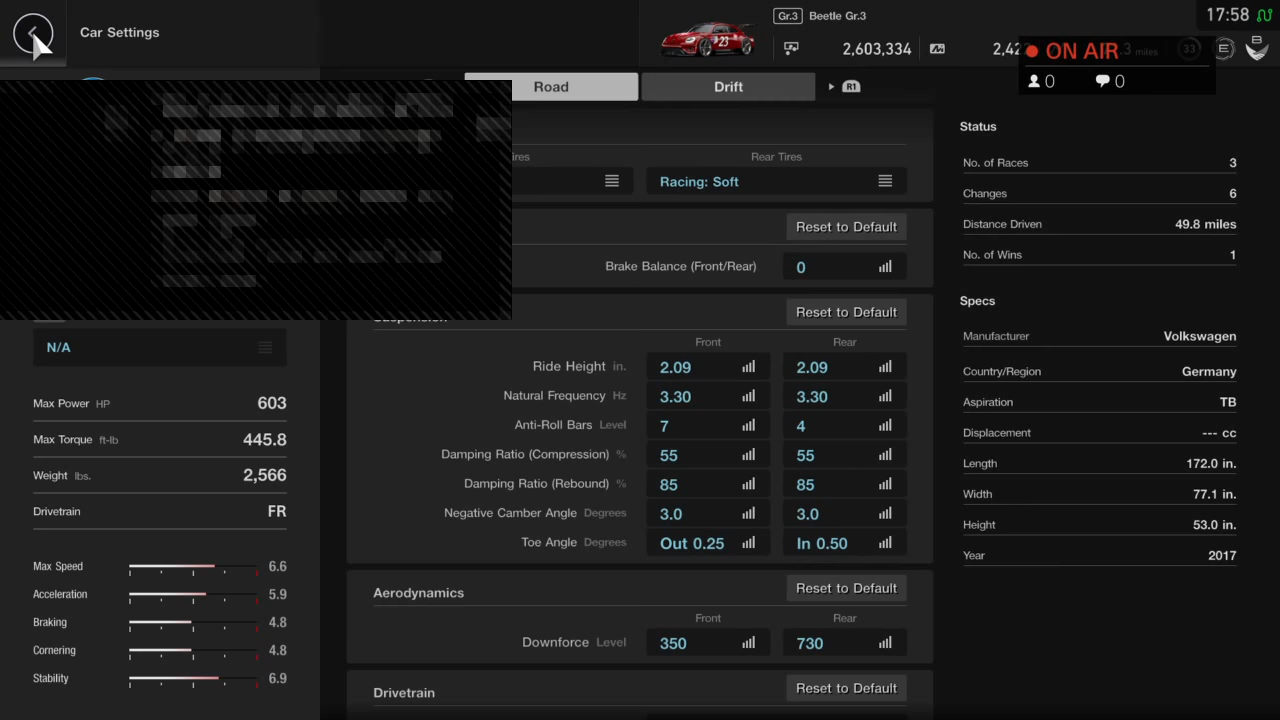 17:58
Car Settings
Gr.3 Beetle Gr.3
23
2,603,334
2,42
.3 miles 33 E B
ON AIR
0 0
Road Drift R1
ires Rear Tires
Racing: Soft
Reset to Default
Brake Balance (Front/Rear) 0
Reset to Default
Front Rear
Ride Height in. 2.09 2.09
Natural Frequency Hz 3.30 3.30
Anti-Roll Bars Level 7 4
Damping Ratio (Compression) % 55 55
Damping Ratio (Rebound) % 85 85
Negative Camber Angle Degrees 3.0 3.0
Toe Angle Degrees Out 0.25 In 0.50
Aerodynamics Reset to Default
Front Rear
Downforce Level 350 730
Drivetrain Reset to Default
N/A
Max Power HP 603
Max Torque ft-lb 445.8
Weight lbs. 2,566
Drivetrain FR
Max Speed 6.6
Acceleration 5.9
Braking 4.8
Cornering 4.8
Stability 6.9
Status
No. of Races 3
Changes 6
Distance Driven 49.8 miles
No. of Wins 1
Specs
Manufacturer Volkswagen
Country/Region Germany
Aspiration TB
Displacement --- cc
Length 172.0 in.
Width 77.1 in.
Height 53.0 in.
Year 2017